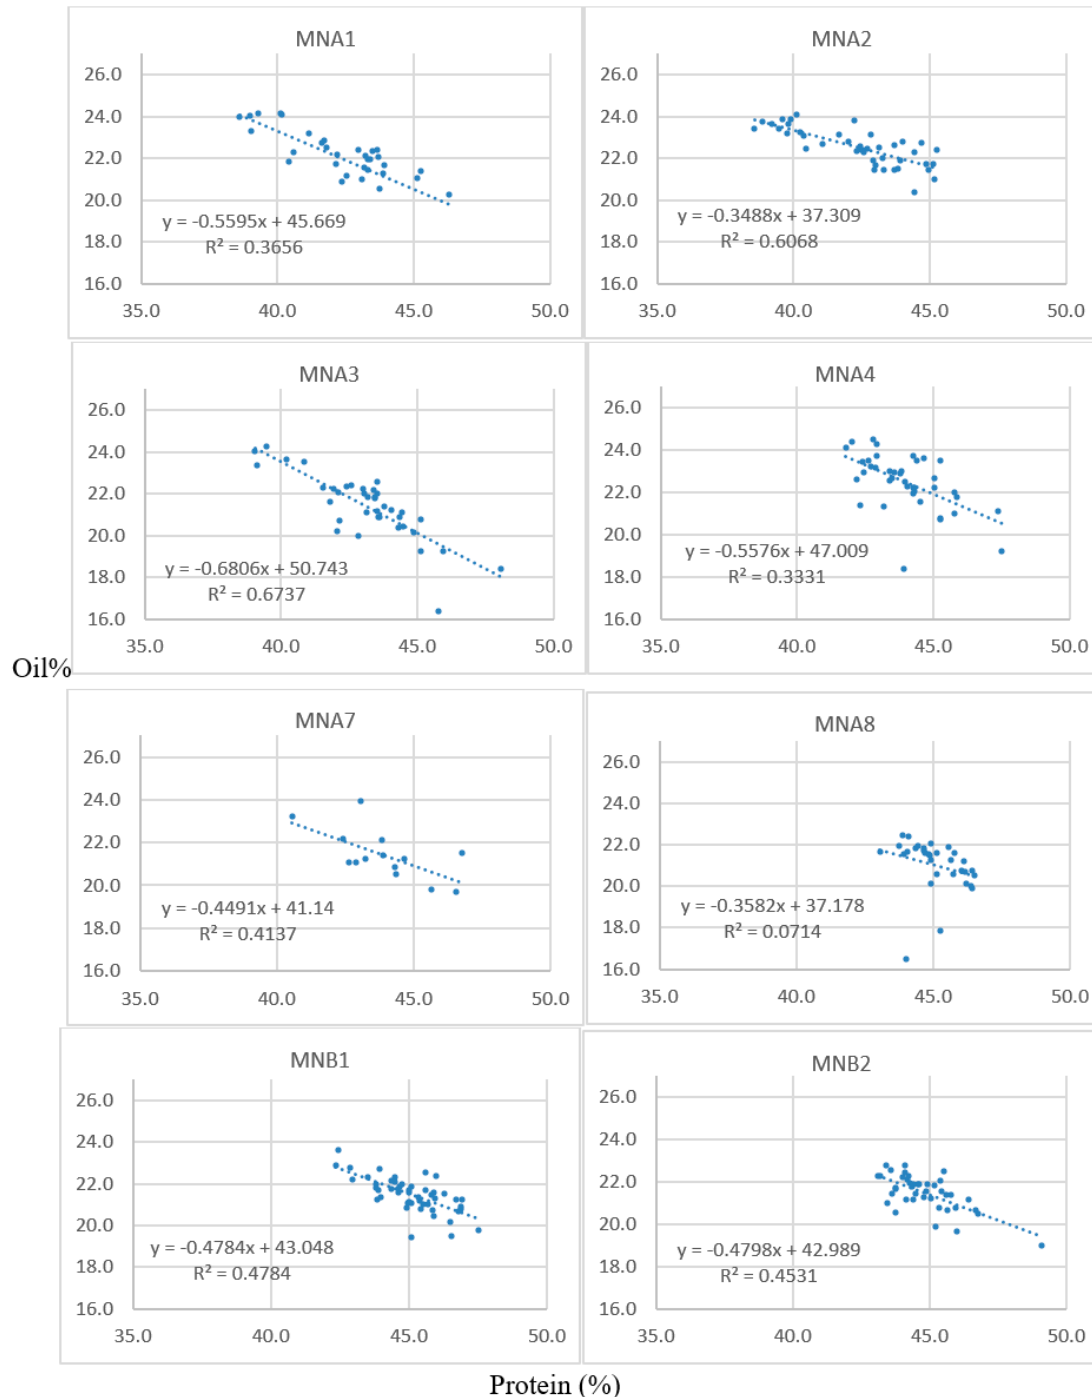 MNA1
26.0
24.0
22.0
20.0
18.0
16.0
y = -0.5595x + 45.669
R² = 0.3656
35.0 40.0 45.0 50.0
MNA2
26.0
24.0
22.0
20.0
18.0
16.0
y = -0.3488x + 37.309
R² = 0.6068
35.0 40.0 45.0 50.0
MNA3
26.0
24.0
22.0
20.0
18.0
16.0
y = -0.6806x + 50.743
R² = 0.6737
35.0 40.0 45.0 50.0
MNA4
26.0
24.0
22.0
20.0
18.0
16.0
y = -0.5576x + 47.009
R² = 0.3331
35.0 40.0 45.0 50.0
Oil%
MNA7
26.0
24.0
22.0
20.0
18.0
16.0
y = -0.4491x + 41.14
R² = 0.4137
35.0 40.0 45.0 50.0
MNA8
26.0
24.0
22.0
20.0
18.0
16.0
y = -0.3582x + 37.178
R² = 0.0714
35.0 40.0 45.0 50.0
MNB1
26.0
24.0
22.0
20.0
18.0
16.0
y = -0.4784x + 43.048
R² = 0.4784
35.0 40.0 45.0 50.0
MNB2
26.0
24.0
22.0
20.0
18.0
16.0
y = -0.4798x + 42.989
R² = 0.4531
35.0 40.0 45.0 50.0
Protein (%)